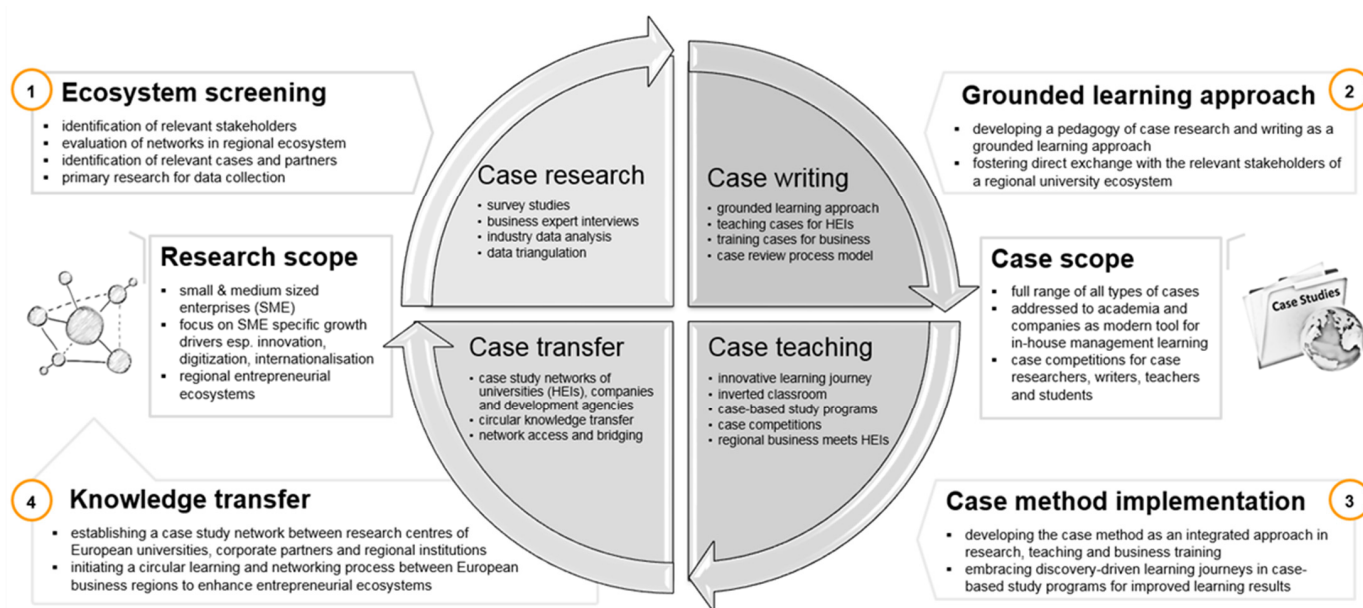 1
Ecosystem screening
▪ identification of relevant stakeholders
▪ evaluation of networks in regional ecosystem
▪ identification of relevant cases and partners
▪ primary research for data collection
Research scope
▪ small & medium sized
enterprises (SME)
▪ focus on SME specific growth
drivers esp. innovation,
digitization, internationalisation
▪ regional entrepreneurial
ecosystems
4
Knowledge transfer
▪ establishing a case study network between research centres of
European universities, corporate partners and regional institutions
▪ initiating a circular learning and networking process between European
business regions to enhance entrepreneurial ecosystems
Case research
• survey studies
• business expert interviews
• industry data analysis
• data triangulation
Case writing
• grounded learning approach
• teaching cases for HEIs
• training cases for business
• case review process model
Case transfer
• case study networks of
universities (HEIs), companies
and development agencies
• circular knowledge transfer
• network access and bridging
Case teaching
• innovative learning journey
• inverted classroom
• case-based study programs
• case competitions
• regional business meets HEIs
Grounded learning approach
2
▪ developing a pedagogy of case research and writing as a
grounded learning approach
▪ fostering direct exchange with the relevant stakeholders of
a regional university ecosystem
Case scope
▪ full range of all types of cases
▪ addressed to academia and
companies as modern tool for
in-house management learning
▪ case competitions for case
researchers, writers, teachers
and students
Case Studies
Case method implementation
3
▪ developing the case method as an integrated approach in
research, teaching and business training
▪ embracing discovery-driven learning journeys in case-
based study programs for improved learning results